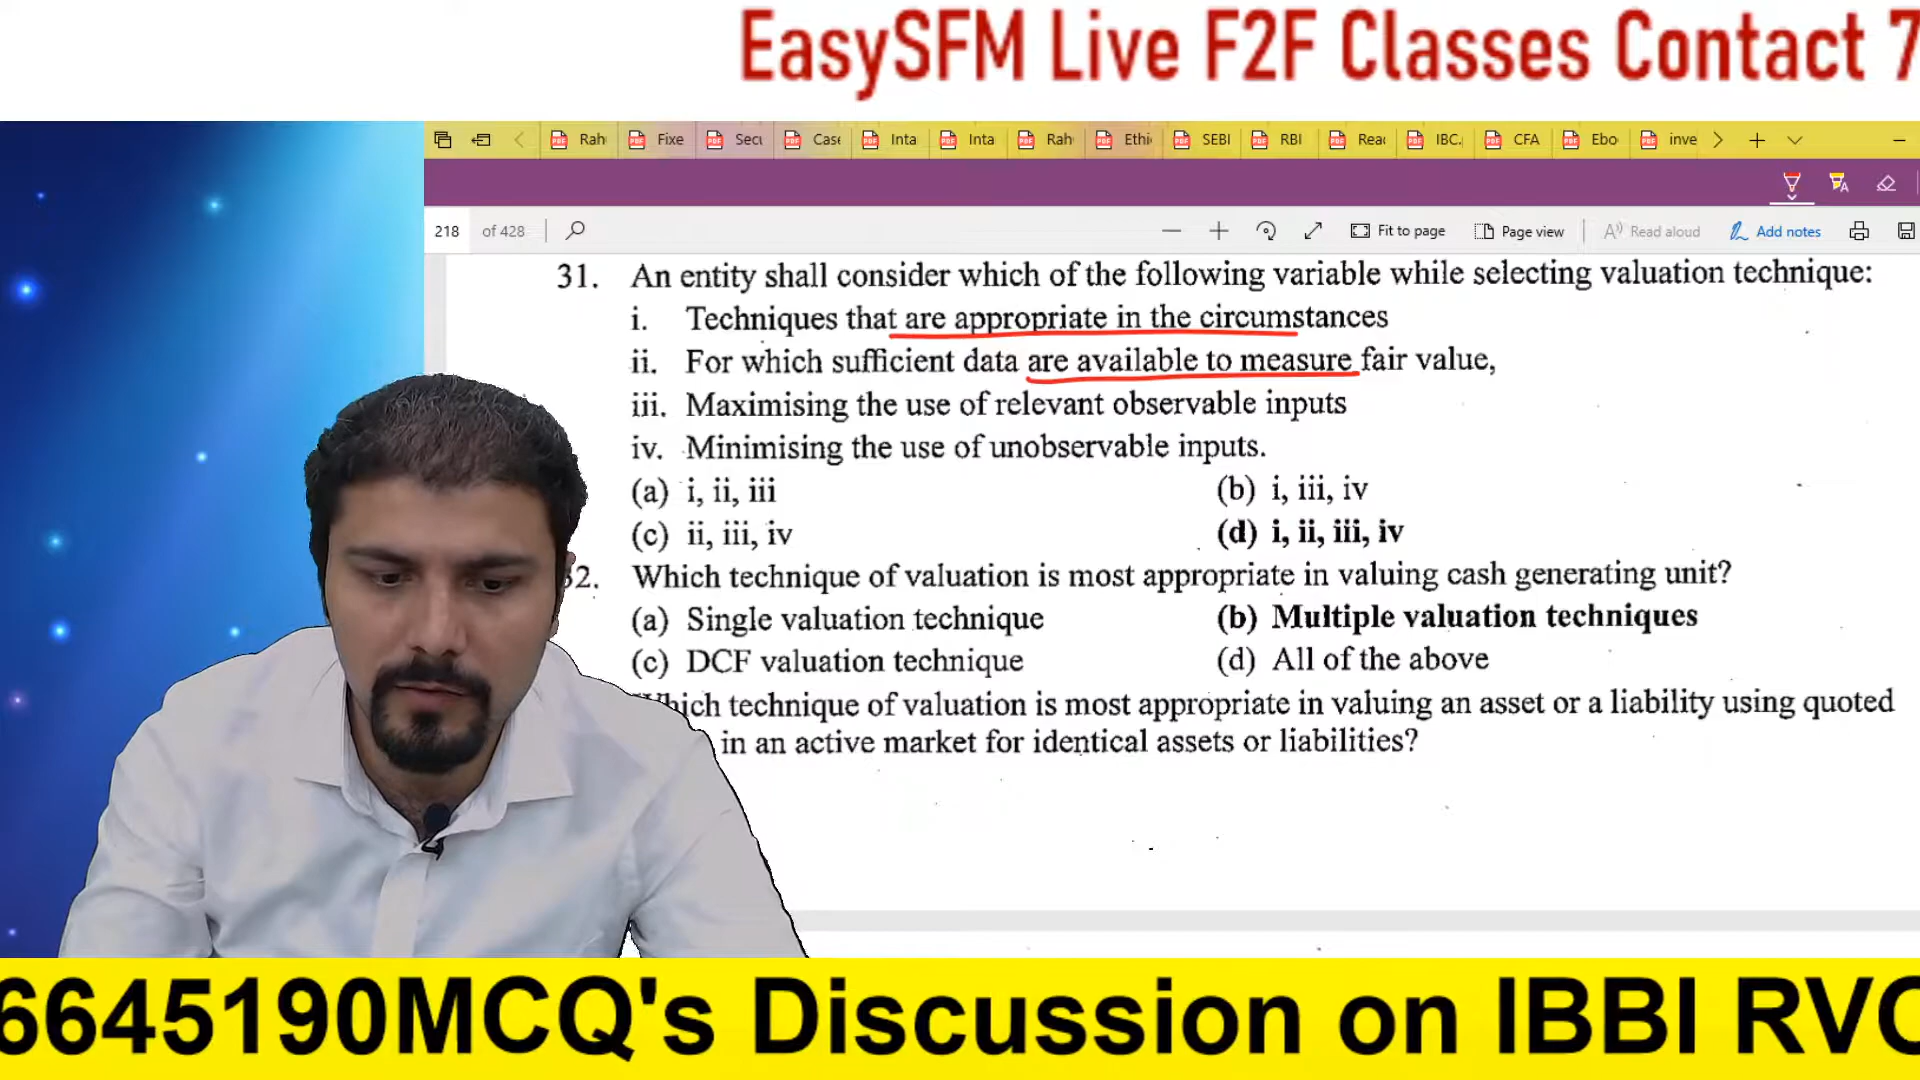 EasySFM Live F2F Classes Contact 7
Rah Fixe Secu Case Inta Inta Rah Ethi SEBI RBI Read IBC, CFA Ebo inve
218 of 428 Fit to page Page view Read aloud Add notes
31. An entity shall consider which of the following variable while selecting valuation technique:
i. Techniques that are appropriate in the circumstances
ii. For which sufficient data are available to measure fair value,
iii. Maximising the use of relevant observable inputs
iv. Minimising the use of unobservable inputs.
(a) i, ii, iii (b) i, iii, iv
(c) ii, iii, iv (d) i, ii, iii, iv
32. Which technique of valuation is most appropriate in valuing cash generating unit?
(a) Single valuation technique (b) Multiple valuation techniques
(c) DCF valuation technique (d) All of the above
Which technique of valuation is most appropriate in valuing an asset or a liability using quoted
in an active market for identical assets or liabilities?
6645190MCQ's Discussion on IBBI RVO